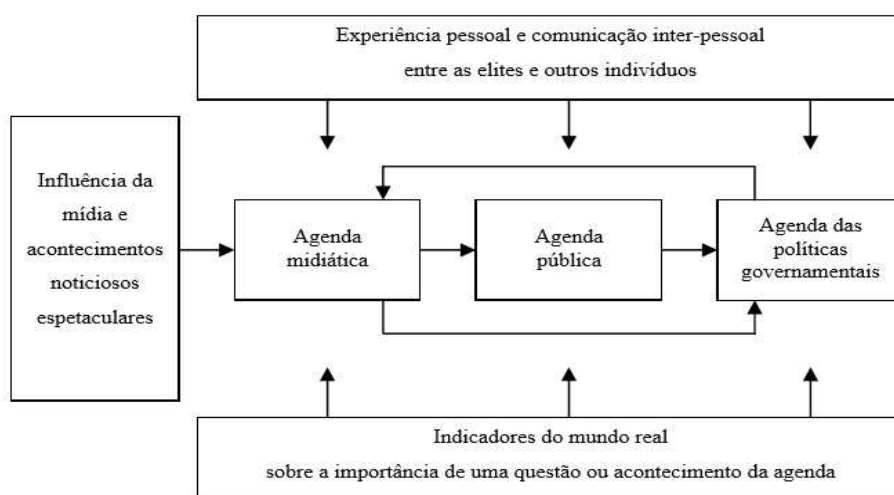 Experiência pessoal e comunicação inter-pessoal
entre as elites e outros indivíduos
Influência da
mídia e
acontecimentos
noticiosos
espetaculares
Agenda
midiática
Agenda
pública
Agenda das
políticas
governamentais
Indicadores do mundo real
sobre a importância de uma questão ou acontecimento da agenda